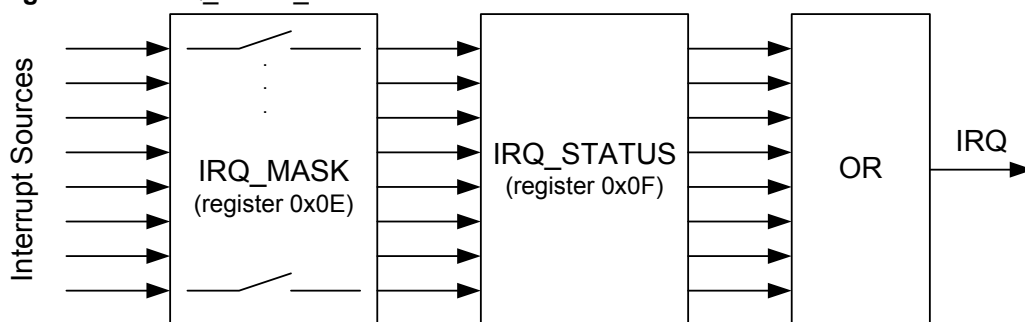 Interrupt Sources
IRQ_MASK
(register 0x0E)
IRQ_STATUS
(register 0x0F)
OR
IRQ